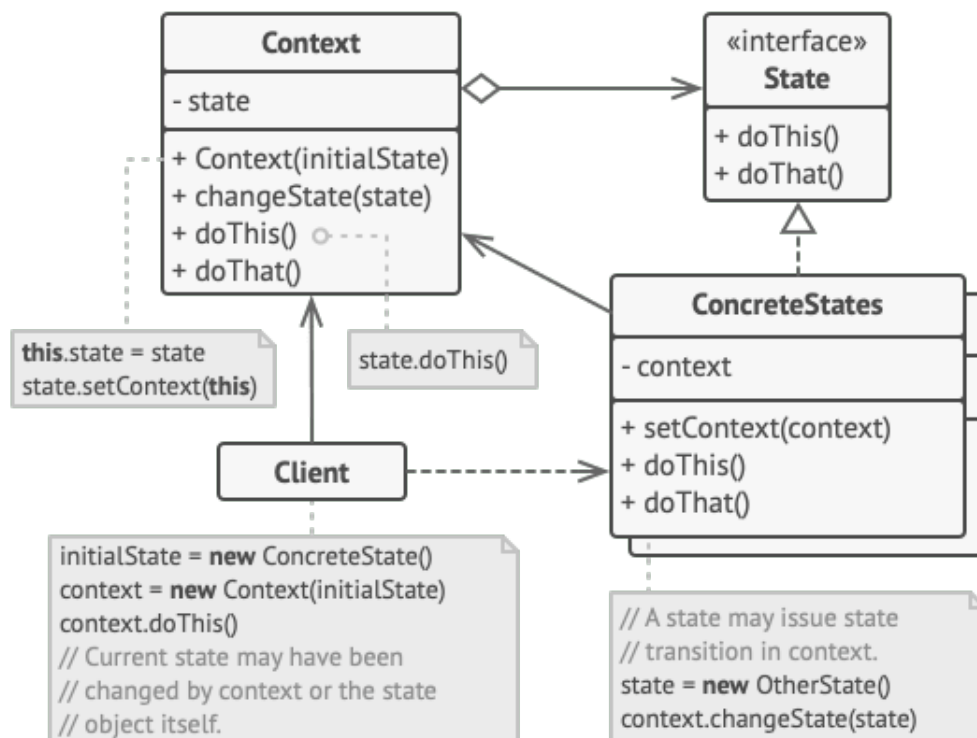 Context
- state
+ Context(initialState)
+ changeState(state)
+ doThis()
+ doThat()
«interface»
State
+ doThis()
+ doThat()
this.state = state
state.setContext(this)
state.doThis()
ConcreteStates
- context
+ setContext(context)
+ doThis()
+ doThat()
Client
initialState = new ConcreteState()
context = new Context(initialState)
context.doThis()
// Current state may have been
// changed by context or the state
// object itself.
// A state may issue state
// transition in context.
state = new OtherState()
context.changeState(state)